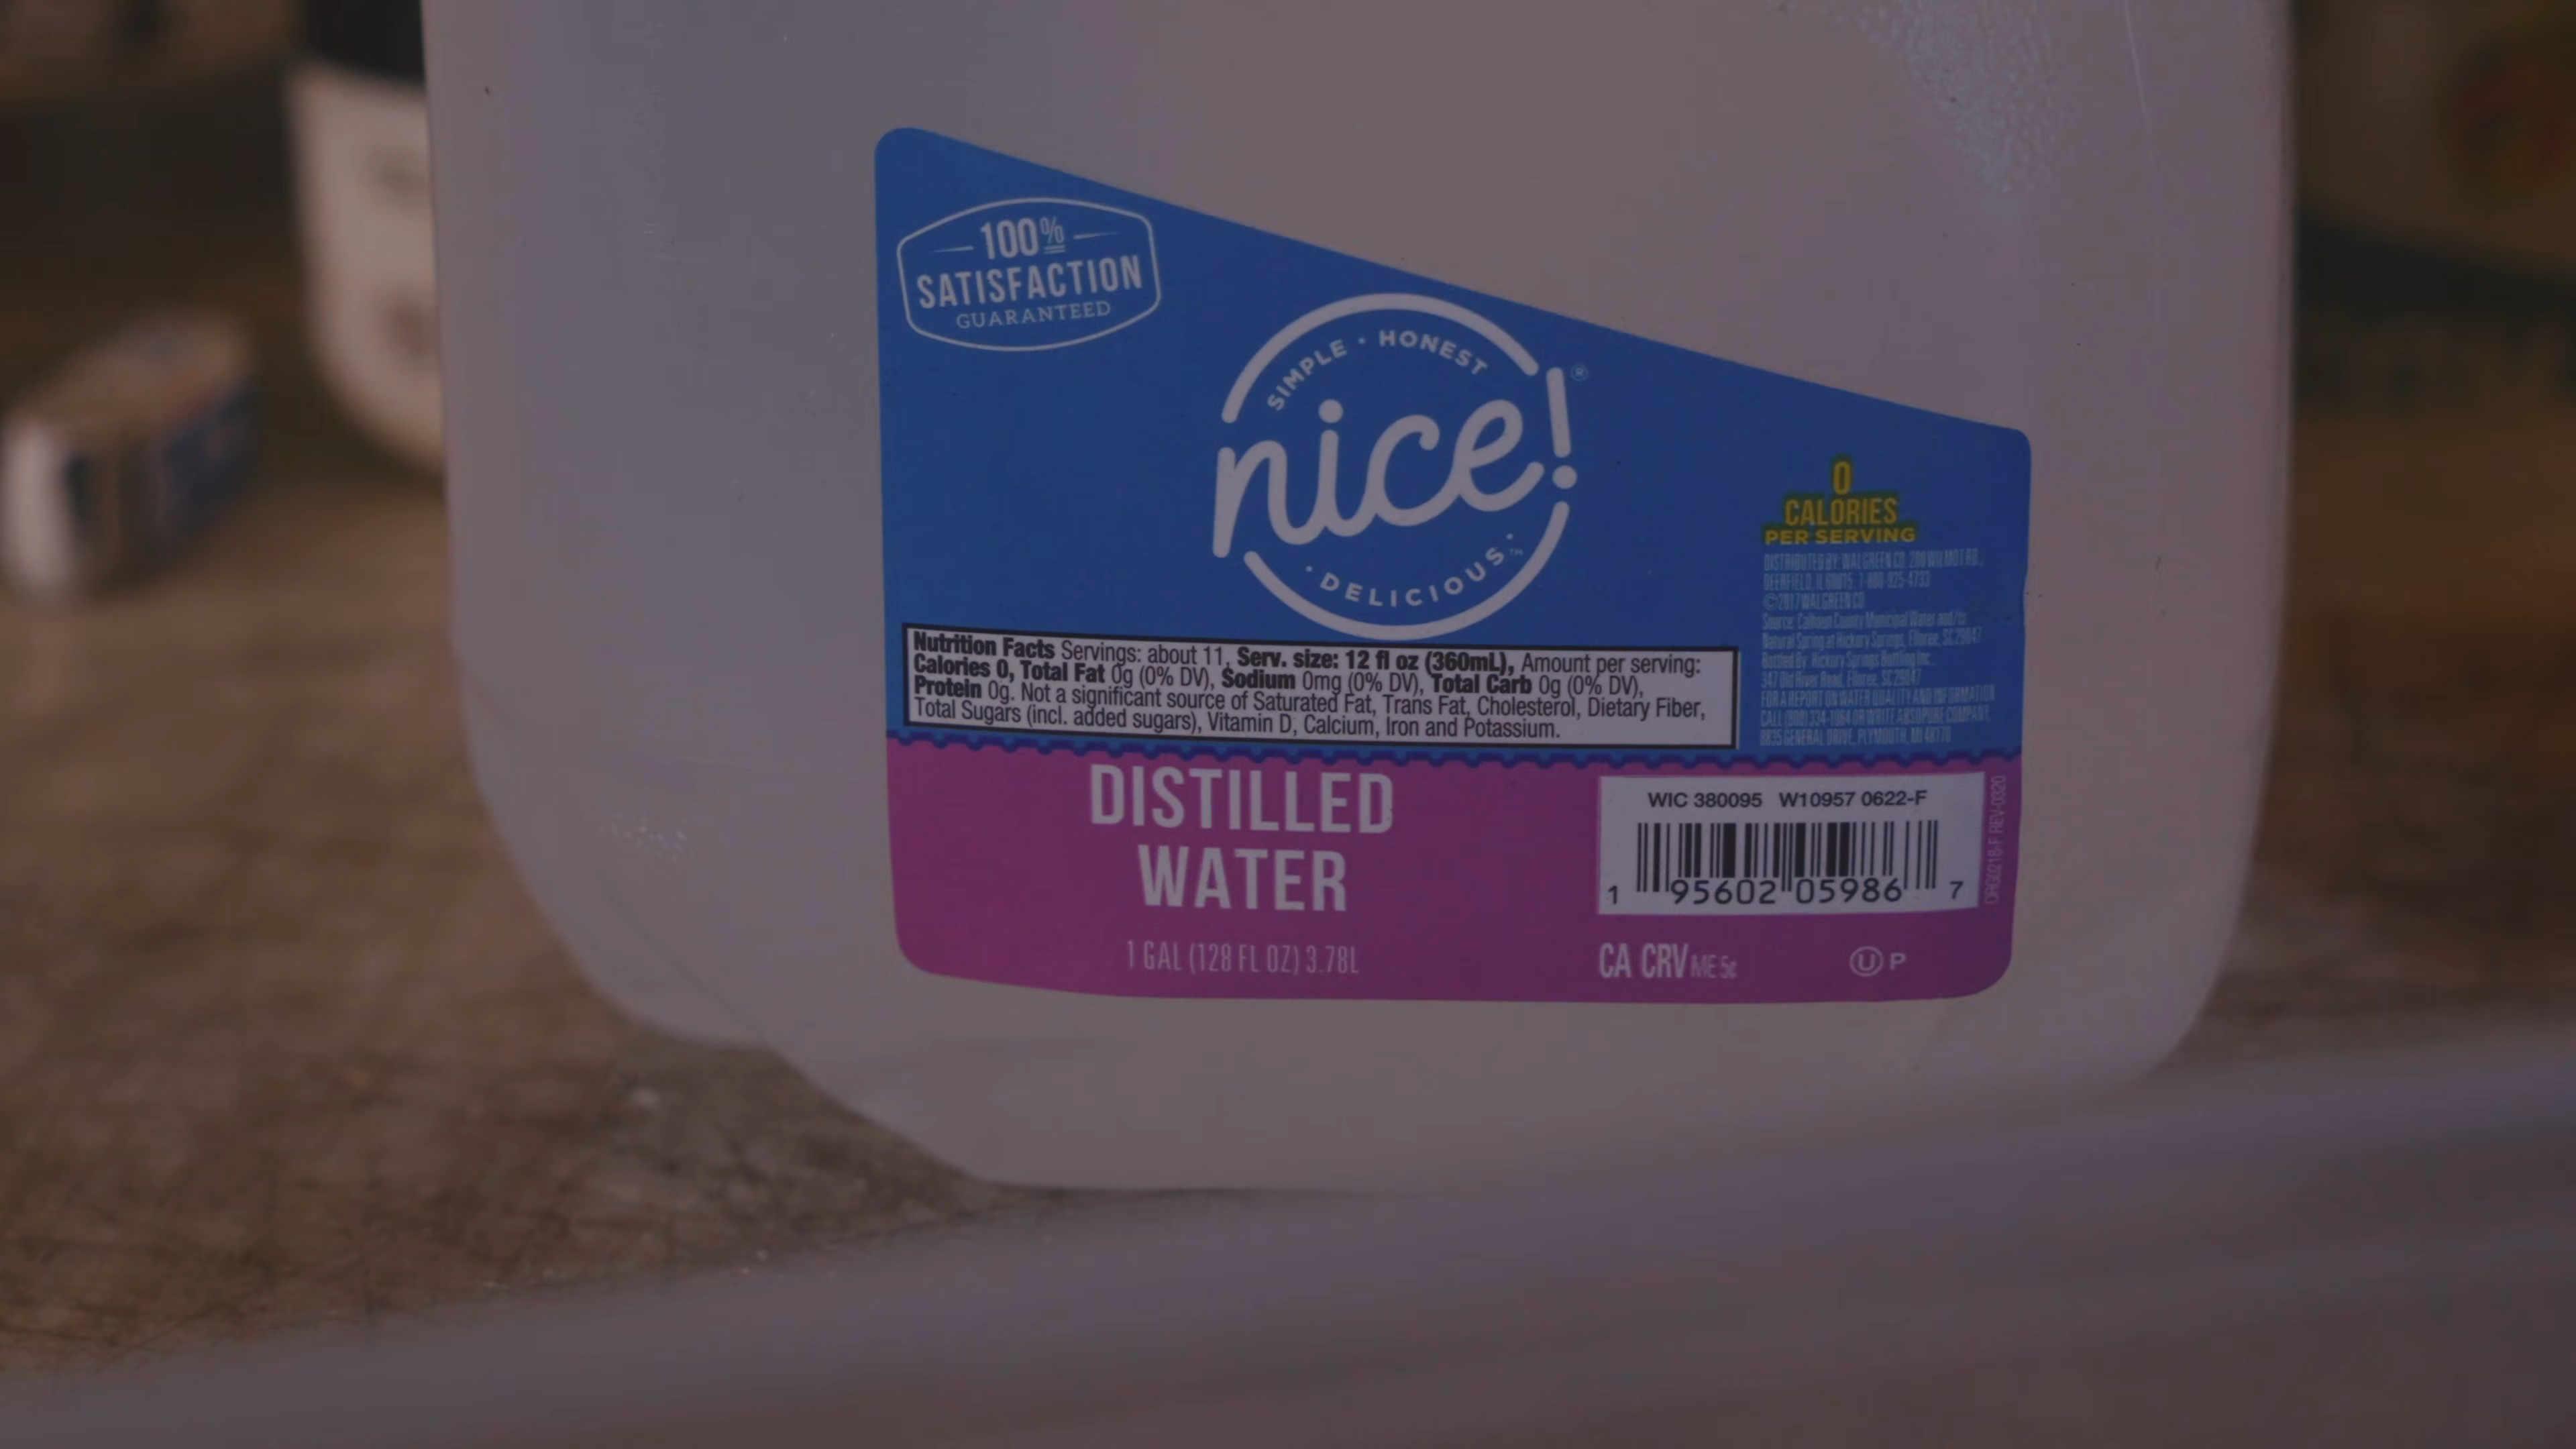 100%
SATISFACTION
GUARANTEED
SIMPLE · HONEST
nice!®
· DELICIOUS · ™
0
CALORIES
PER SERVING
DISTRIBUTED BY: WALGREEN CO. 200 WILMOT RD.,
DEERFIELD, IL 60015 1-800-925-4733
©2017 WALGREEN CO
Source: Calhoun County Municipal Water and/or
Natural Spring at Hickory Springs, Elloree, SC 29047
Bottled By: Hickory Springs Bottling Inc.,
347 Old River Road, Elloree, SC 29047
FOR A REPORT ON WATER QUALITY AND INFORMATION
CALL (800) 334-1064 OR WRITE ABSOPURE COMPANY,
8835 GENERAL DRIVE, PLYMOUTH, MI 48170
Nutrition Facts Servings: about 11, Serv. size: 12 fl oz (360mL), Amount per serving:
Calories 0, Total Fat 0g (0% DV), Sodium 0mg (0% DV), Total Carb 0g (0% DV),
Protein 0g. Not a significant source of Saturated Fat, Trans Fat, Cholesterol, Dietary Fiber,
Total Sugars (incl. added sugars), Vitamin D, Calcium, Iron and Potassium.
DISTILLED
WATER
1 GAL (128 FL OZ) 3.78L
WIC 380095 W10957 0622-F
1 95602 05986 7
CA CRV ME 5¢
U P